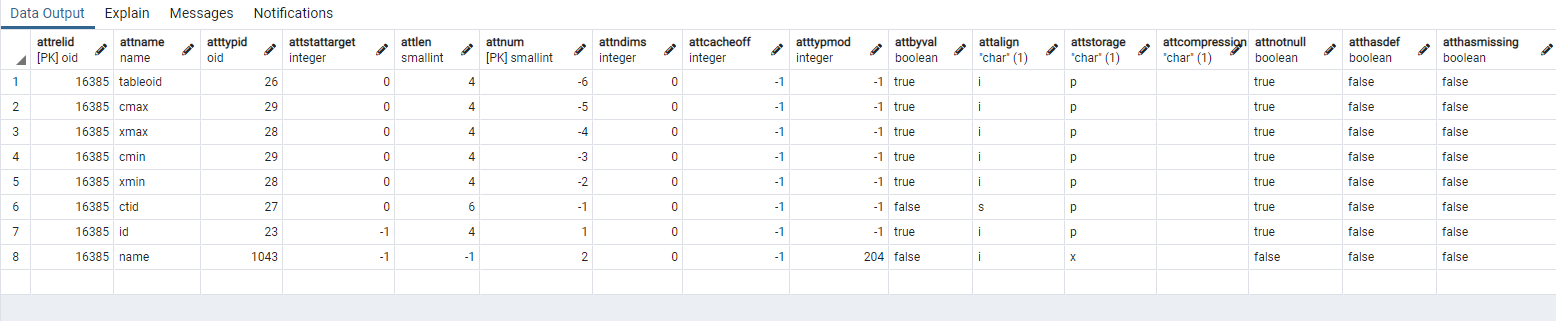 Data Output Explain Messages Notifications
attrelid attname atttypid attstattarget attlen attnum attndims attcacheoff atttypmod attbyval attalign attstorage attcompression attnotnull atthasdef atthasmissing
[PK] oid name oid integer smallint [PK] smallint integer integer integer boolean "char" (1) "char" (1) "char" (1) boolean boolean boolean
1 16385 tableoid 26 0 4 -6 0 -1 -1 true i p true false false
2 16385 cmax 29 0 4 -5 0 -1 -1 true i p true false false
3 16385 xmax 28 0 4 -4 0 -1 -1 true i p true false false
4 16385 cmin 29 0 4 -3 0 -1 -1 true i p true false false
5 16385 xmin 28 0 4 -2 0 -1 -1 true i p true false false
6 16385 ctid 27 0 6 -1 0 -1 -1 false s p true false false
7 16385 id 23 -1 4 1 0 -1 -1 true i p true false false
8 16385 name 1043 -1 -1 2 0 -1 204 false i x false false false